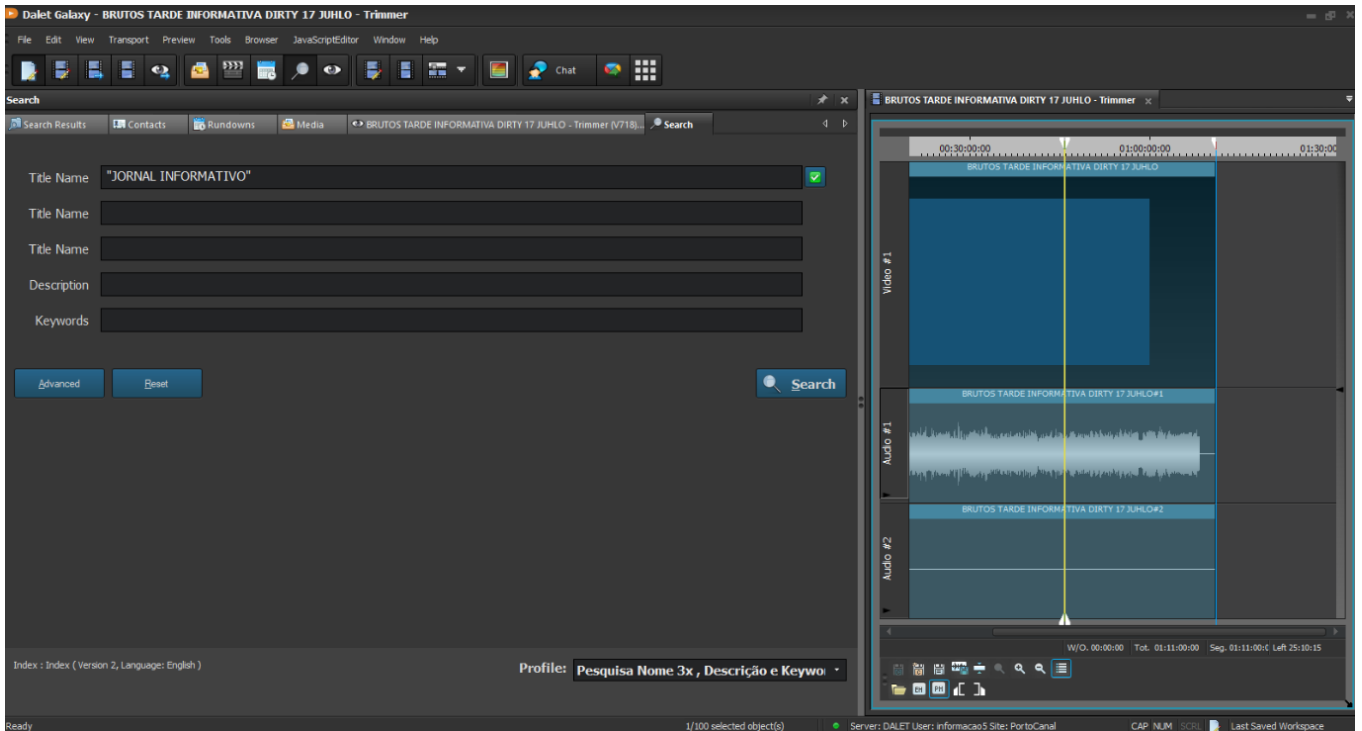 Dalet Galaxy - BRUTOS TARDE INFORMATIVA DIRTY 17 JUHLO - Trimmer
File Edit View Transport Preview Tools Browser JavaScriptEditor Window Help
Chat
Search
Search Results Contacts Rundowns Media BRUTOS TARDE INFORMATIVA DIRTY 17 JUHLO - Trimmer (V718)... Search
Title Name "JORNAL INFORMATIVO"
Title Name
Title Name
Description
Keywords
Advanced Reset Search
Index : Index ( Version 2, Language: English ) Profile: Pesquisa Nome 3x , Descrição e Keywor
BRUTOS TARDE INFORMATIVA DIRTY 17 JUHLO - Trimmer
00:30:00:00 01:00:00:00 01:30:00
BRUTOS TARDE INFORMATIVA DIRTY 17 JUHLO
Video #1
BRUTOS TARDE INFORMATIVA DIRTY 17 JUHLO#1
Audio #1
BRUTOS TARDE INFORMATIVA DIRTY 17 JUHLO#2
Audio #2
W/O. 00:00:00 Tot. 01:11:00:00 Seg. 01:11:00:0 Left 25:10:15
EH PH
Ready 1/100 selected object(s) Server: DALET User: informacao5 Site: PortoCanal CAP NUM SCRL Last Saved Workspace